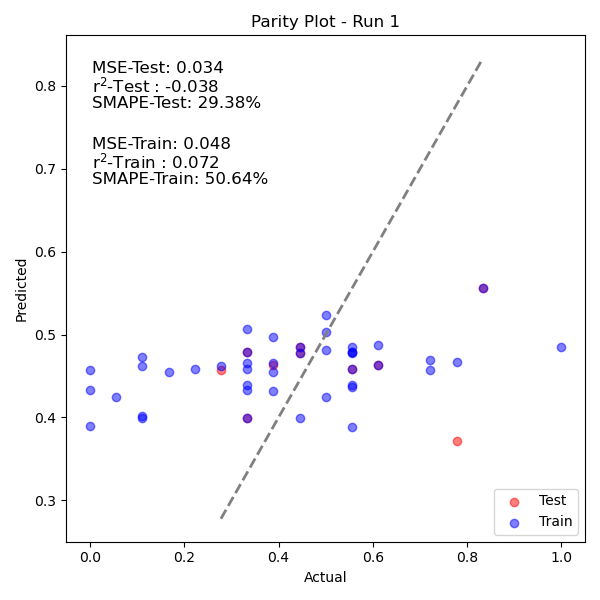 Parity Plot - Run 1
MSE-Test: 0.034
r²-Test : -0.038
SMAPE-Test: 29.38%
MSE-Train: 0.048
r²-Train : 0.072
SMAPE-Train: 50.64%
0.8
0.7
0.6
0.5
0.4
0.3
Predicted
Test
Train
0.0 0.2 0.4 0.6 0.8 1.0
Actual